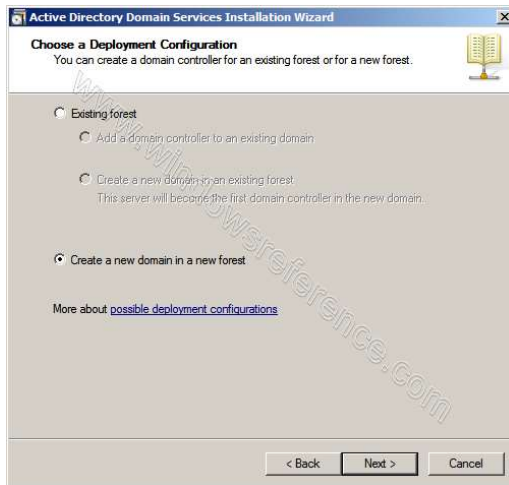 Active Directory Domain Services Installation Wizard
Choose a Deployment Configuration
You can create a domain controller for an existing forest or for a new forest.
Existing forest
Add a domain controller to an existing domain
Create a new domain in an existing forest
This server will become the first domain controller in the new domain.
Create a new domain in a new forest
More about possible deployment configurations
www.windowsreference.com
< Back Next > Cancel